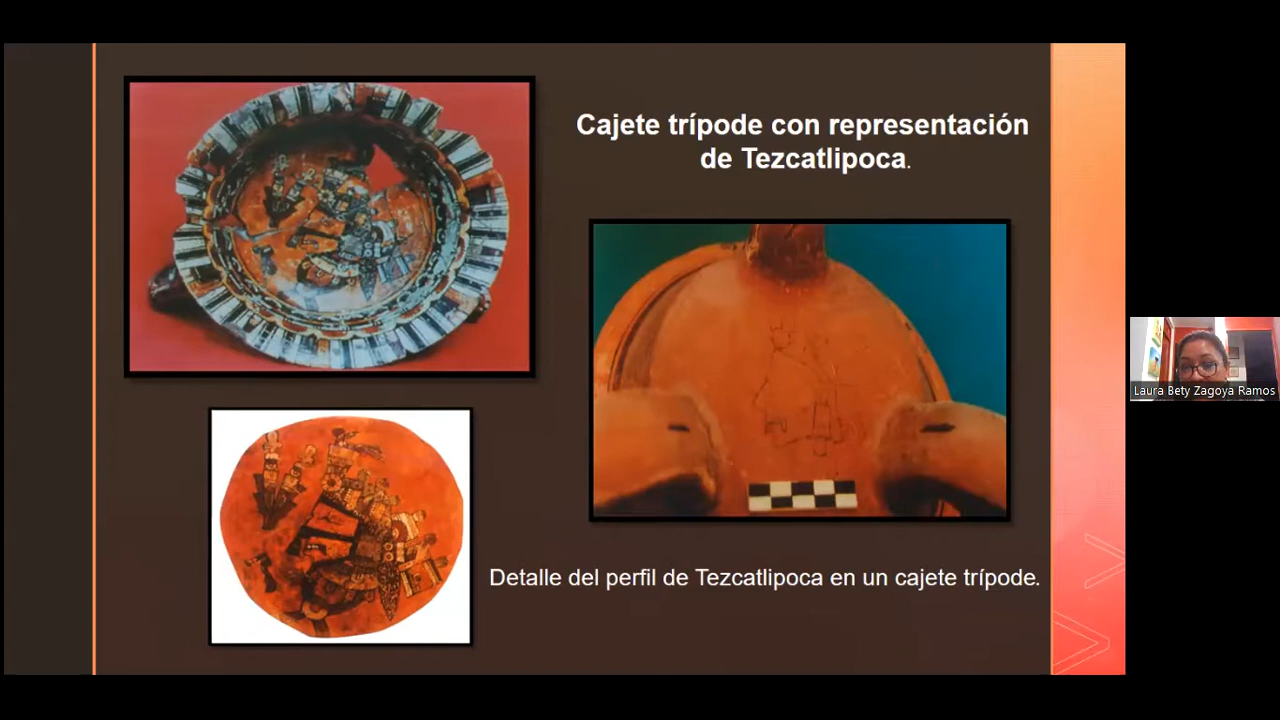 Cajete trípode con representación
de Tezcatlipoca.
Detalle del perfil de Tezcatlipoca en un cajete trípode.
Laura Bety Zagoya Ramos